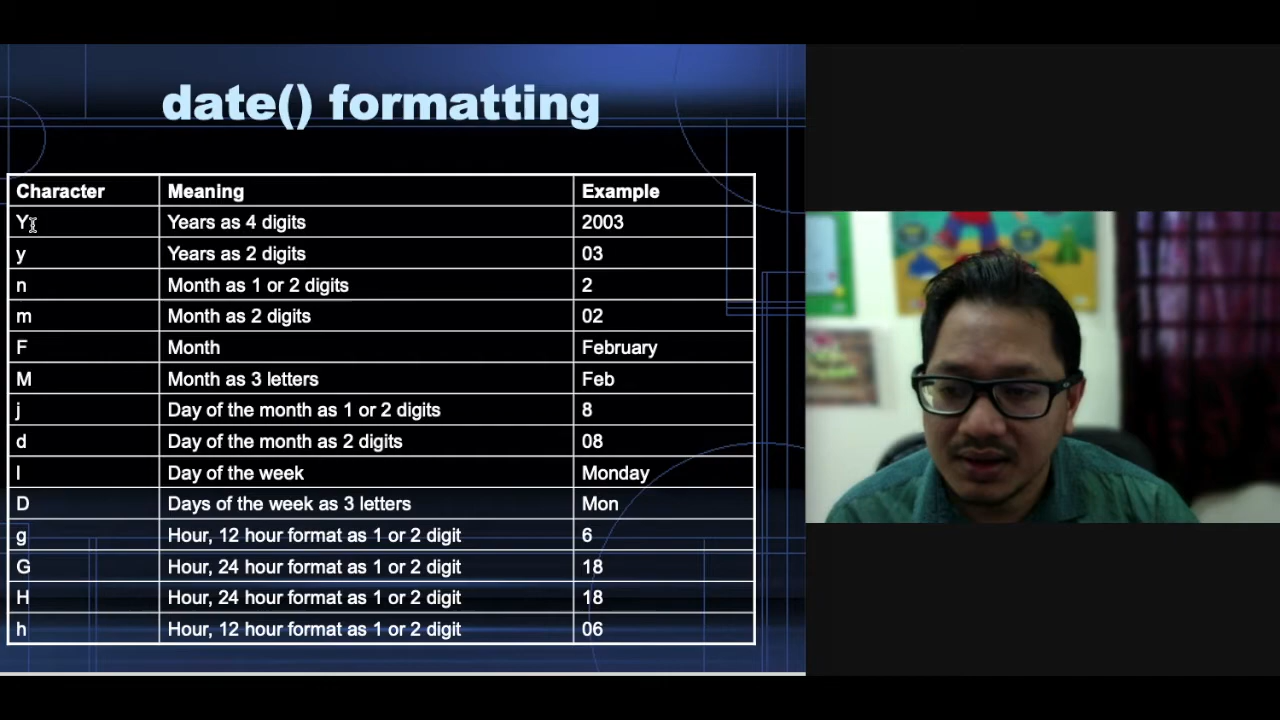 date() formatting
Character Meaning Example
Y Years as 4 digits 2003
y Years as 2 digits 03
n Month as 1 or 2 digits 2
m Month as 2 digits 02
F Month February
M Month as 3 letters Feb
j Day of the month as 1 or 2 digits 8
d Day of the month as 2 digits 08
l Day of the week Monday
D Days of the week as 3 letters Mon
g Hour, 12 hour format as 1 or 2 digit 6
G Hour, 24 hour format as 1 or 2 digit 18
H Hour, 24 hour format as 1 or 2 digit 18
h Hour, 12 hour format as 1 or 2 digit 06